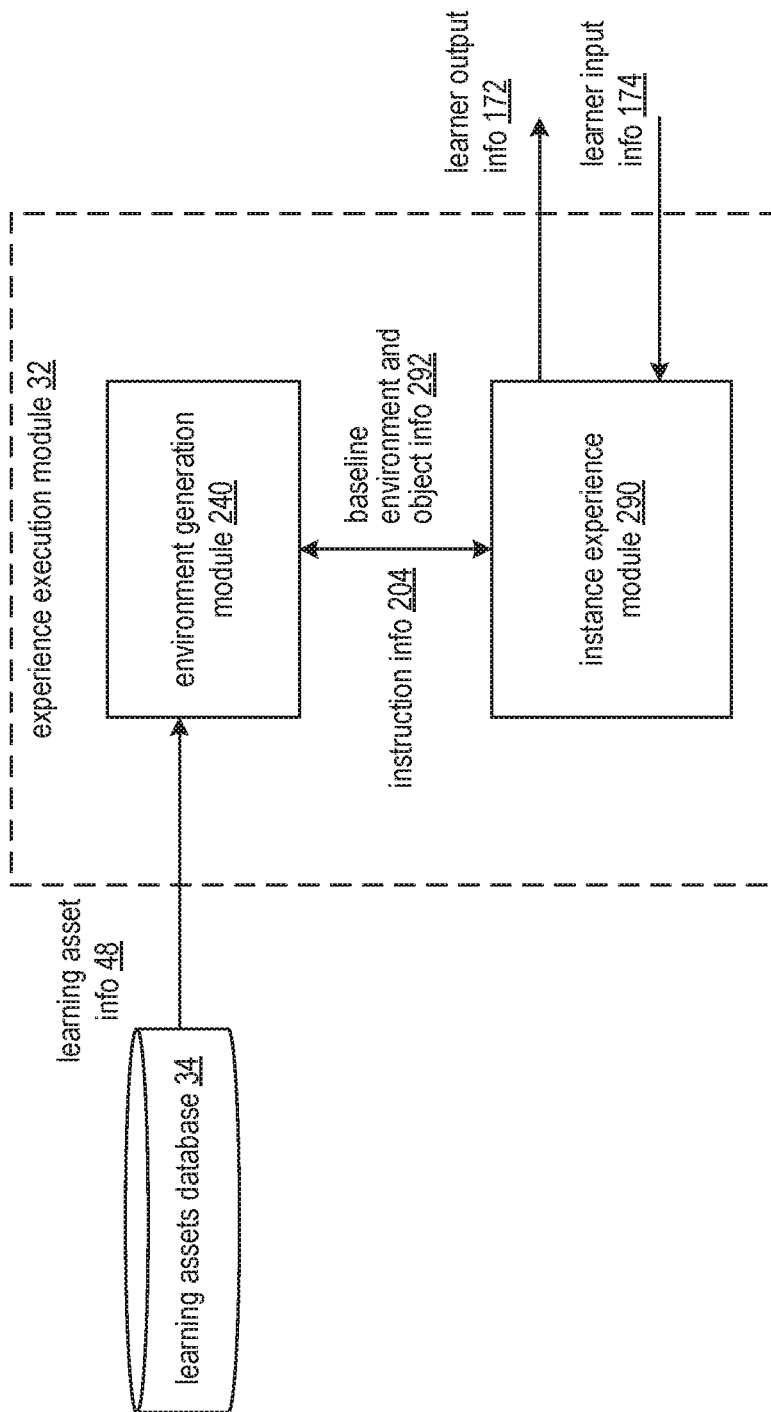 experience execution module 32
learning asset
info 48
learning assets database 34
environment generation
module 240
instruction info 204
baseline
environment and
object info 292
instance experience
module 290
learner output
info 172
learner input
info 174